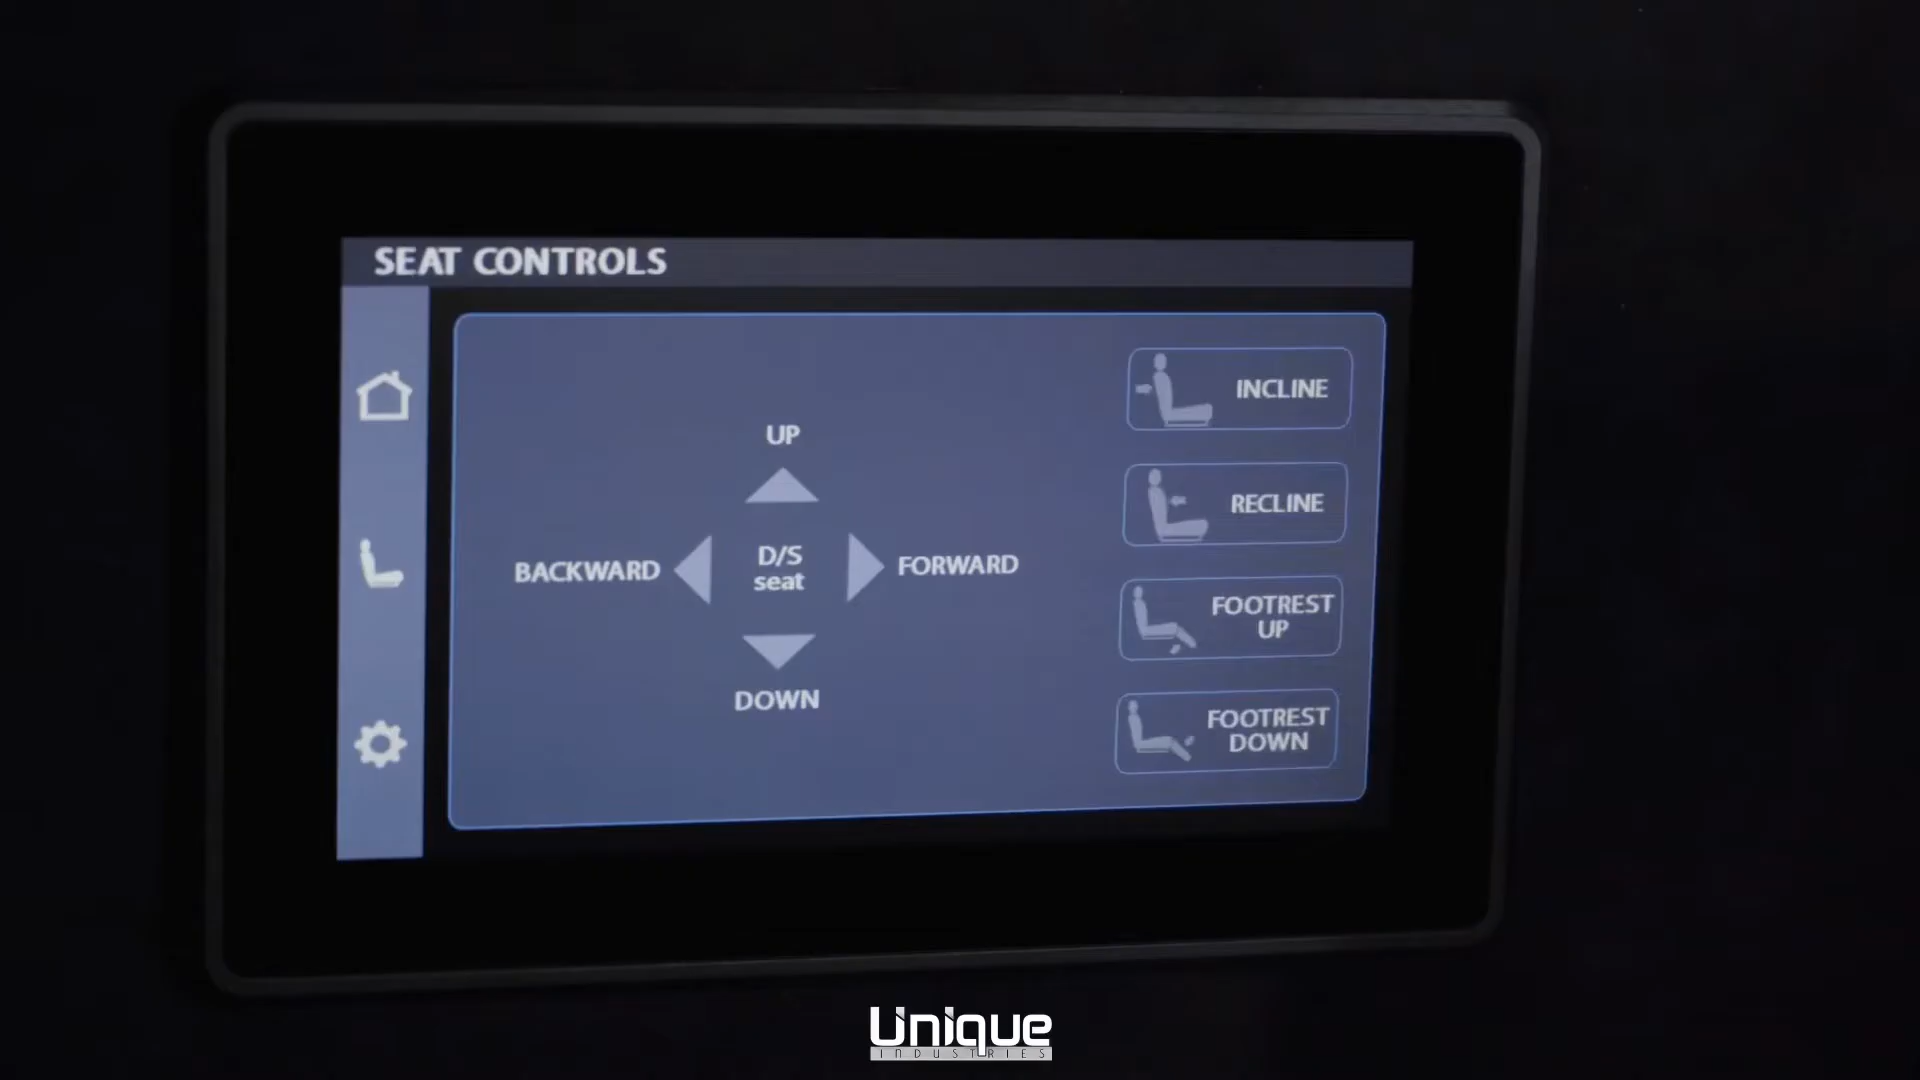 SEAT CONTROLS
UP
BACKWARD
D/S
seat
FORWARD
DOWN
INCLINE
RECLINE
FOOTREST
UP
FOOTREST
DOWN
Unique
INDUSTRIES